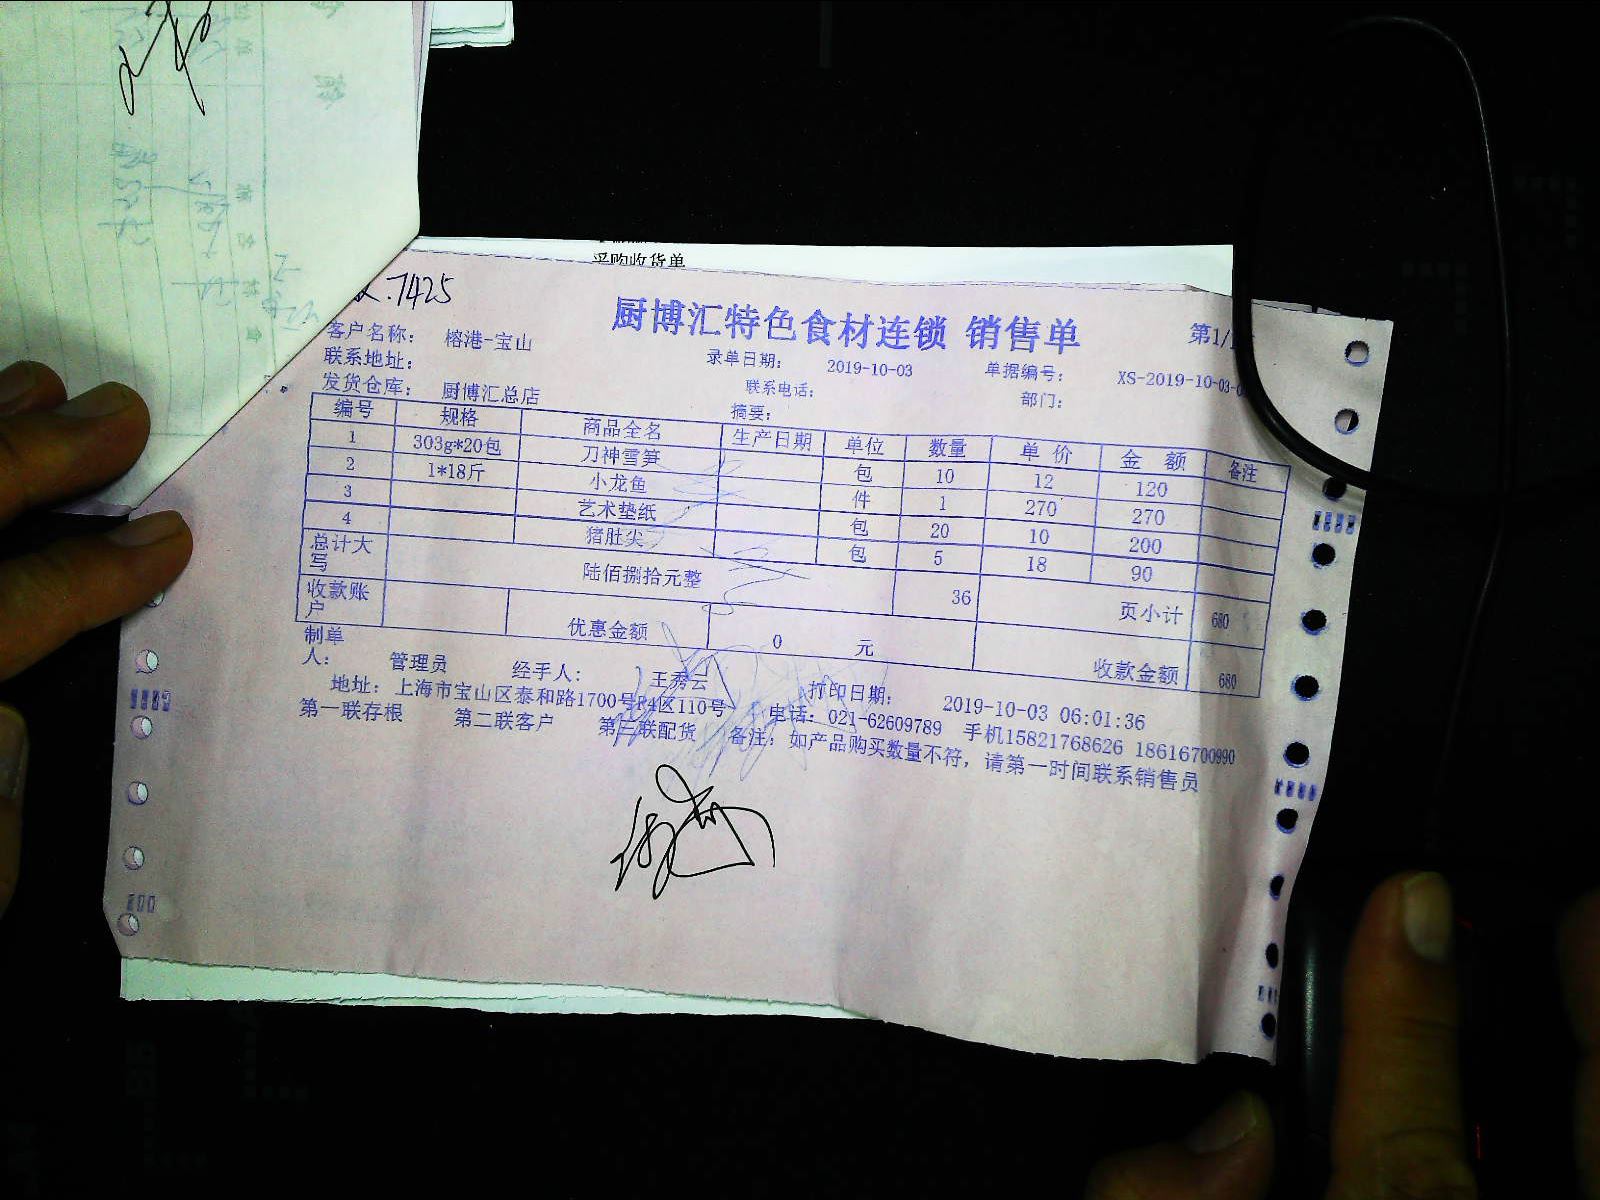 采购收货单
.7425
厨博汇特色食材连锁 销售单 第1/
客户名称： 榕港-宝山 录单日期： 2019-10-03 单据编号： XS-2019-10-03-
联系地址： 联系电话： 部门：
发货仓库： 厨博汇总店 摘要：
编号 规格 商品全名 生产日期 单位 数量 单 价 金 额 备注
1 303g*20包 刀神雪笋 包 10 12 120
2 1*18斤 小龙鱼 件 1 270 270
3 艺术垫纸 包 20 10 200
4 猪肚尖 包 5 18 90
总计大写 陆佰捌拾元整 36 页小计 680
收款账户 优惠金额 0 元 收款金额 680
制单人： 管理员 经手人： 王秀云 打印日期： 2019-10-03 06:01:36
地址：上海市宝山区泰和路1700号P4区110号 电话：021-62609789 手机15821768626 18616700990
第一联存根 第二联客户 第三联配货 备注：如产品购买数量不符，请第一时间联系销售员